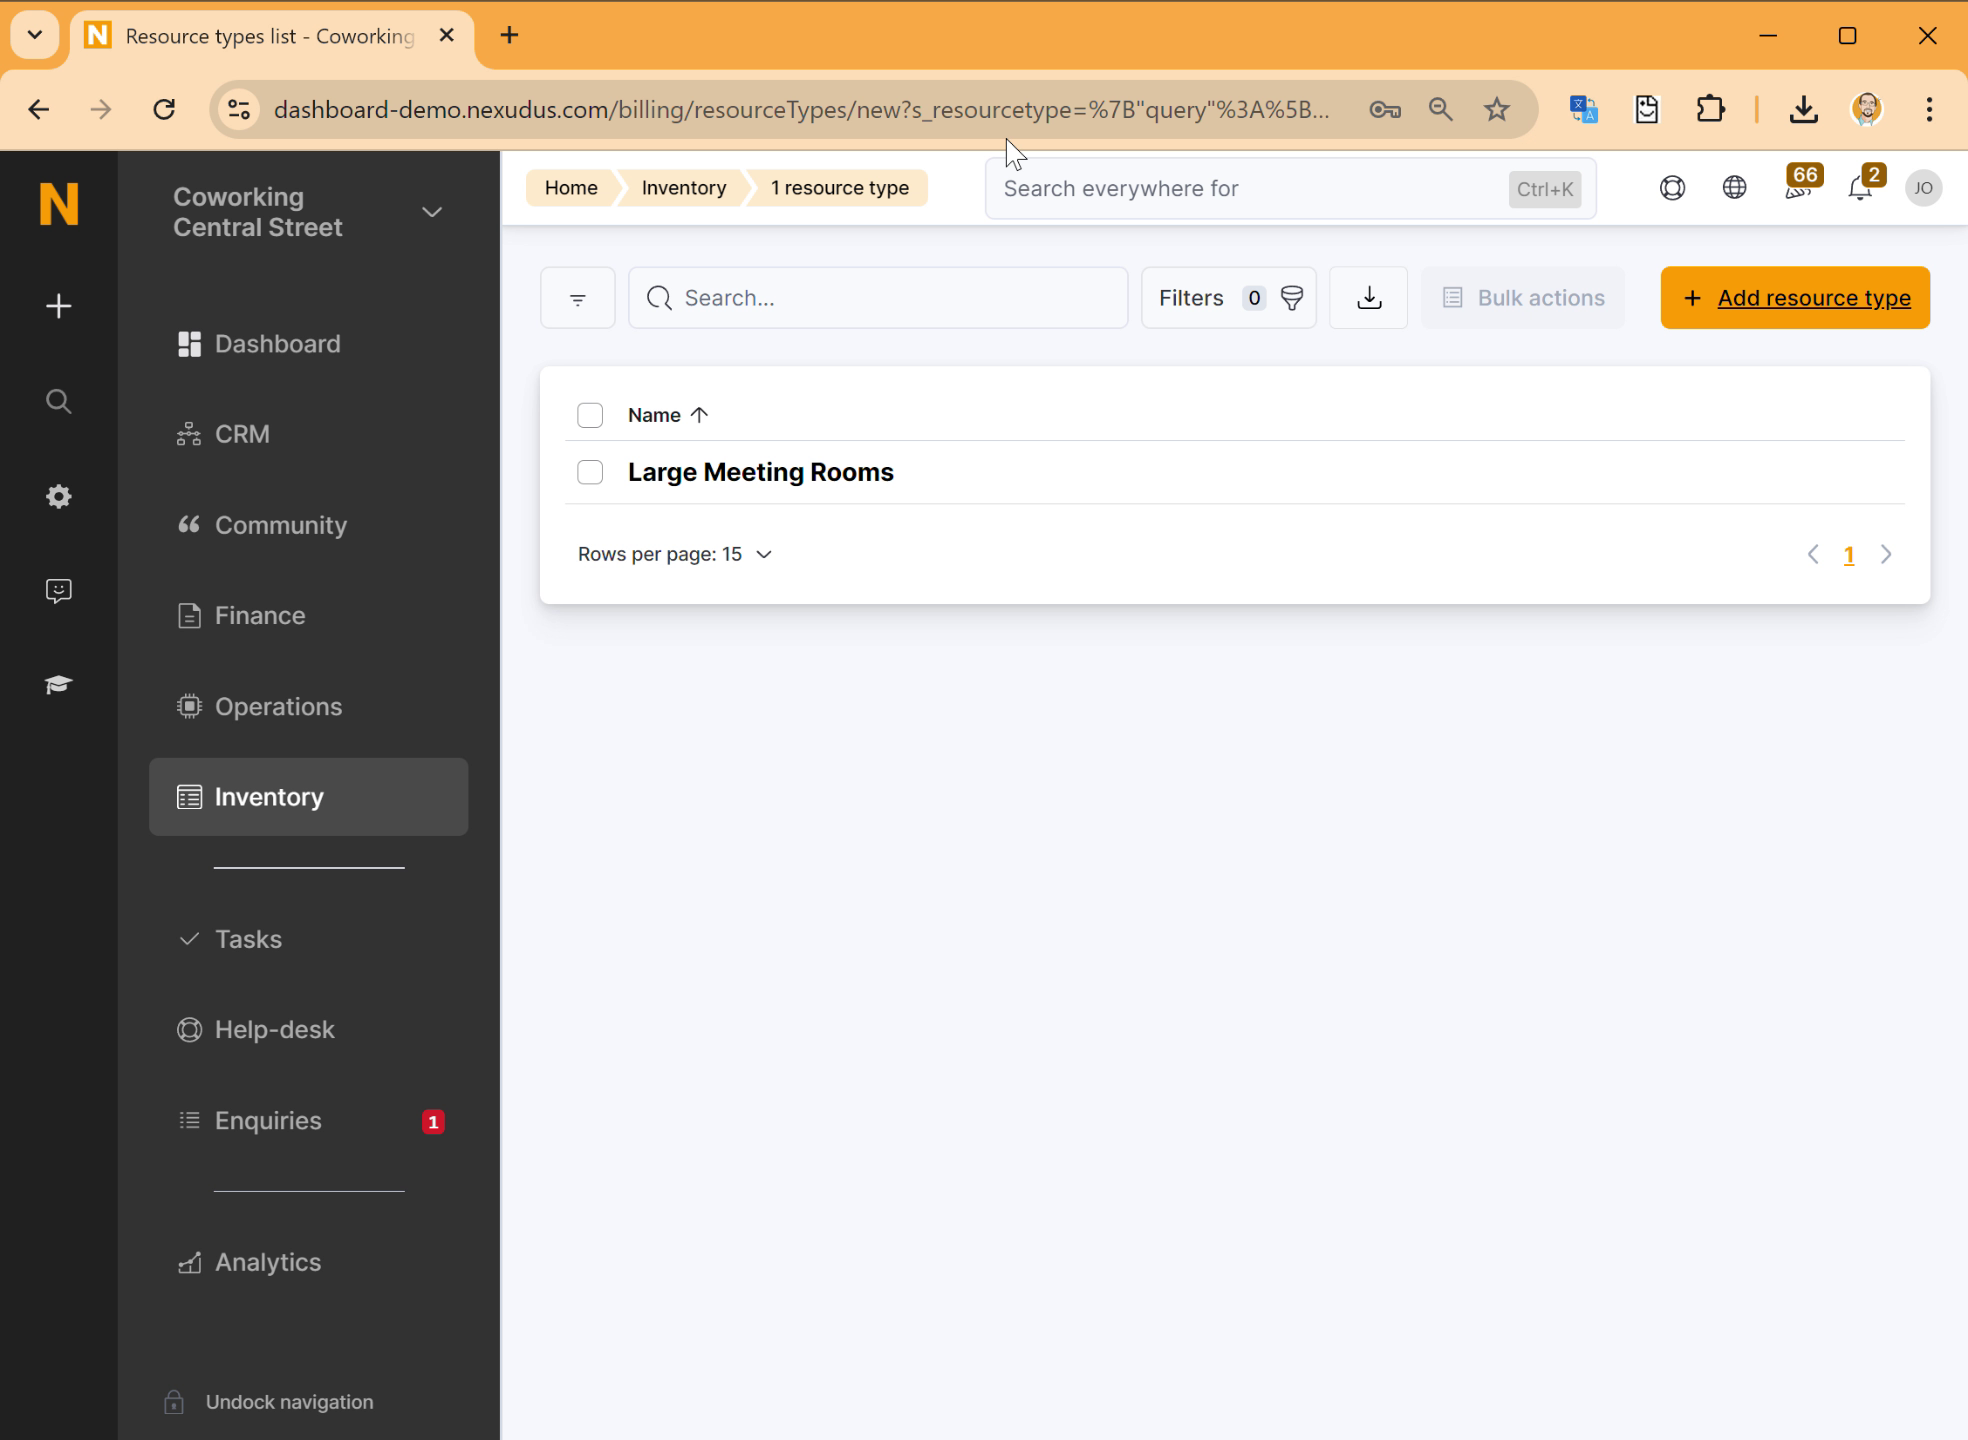 Resource types list - Coworking
dashboard-demo.nexudus.com/billing/resourceTypes/new?s_resourcetype=%7B"query"%3A%5B...
N
Coworking
Central Street
Home
Inventory
1 resource type
Search everywhere for
Ctrl+K
66
2
JO
Search...
Filters 0
Bulk actions
+ Add resource type
Dashboard
CRM
Community
Finance
Operations
Inventory
Tasks
Help-desk
Enquiries 1
Analytics
Undock navigation
Name ↑
Large Meeting Rooms
Rows per page: 15
1